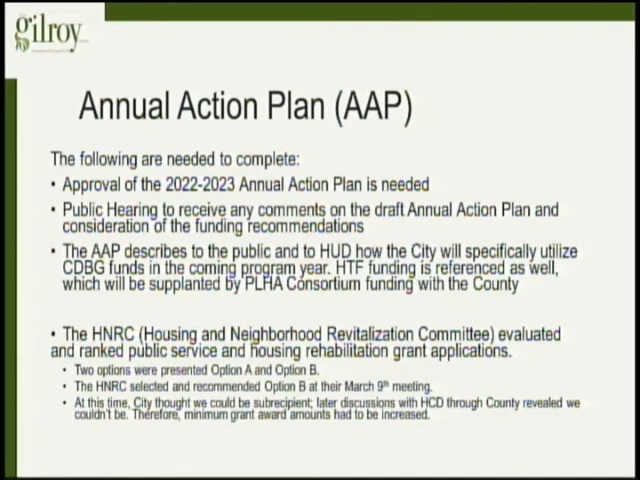 gilroy
Annual Action Plan (AAP)
The following are needed to complete:
• Approval of the 2022-2023 Annual Action Plan is needed
• Public Hearing to receive any comments on the draft Annual Action Plan and
consideration of the funding recommendations
• The AAP describes to the public and to HUD how the City will specifically utilize
CDBG funds in the coming program year. HTF funding is referenced as well,
which will be supplanted by PLHA Consortium funding with the County
• The HNRC (Housing and Neighborhood Revitalization Committee) evaluated
and ranked public service and housing rehabilitation grant applications.
• Two options were presented Option A and Option B.
• The HNRC selected and recommended Option B at their March 9th meeting.
• At this time, City thought we could be subrecipient; later discussions with HCD through County revealed we
couldn't be. Therefore, minimum grant award amounts had to be increased.